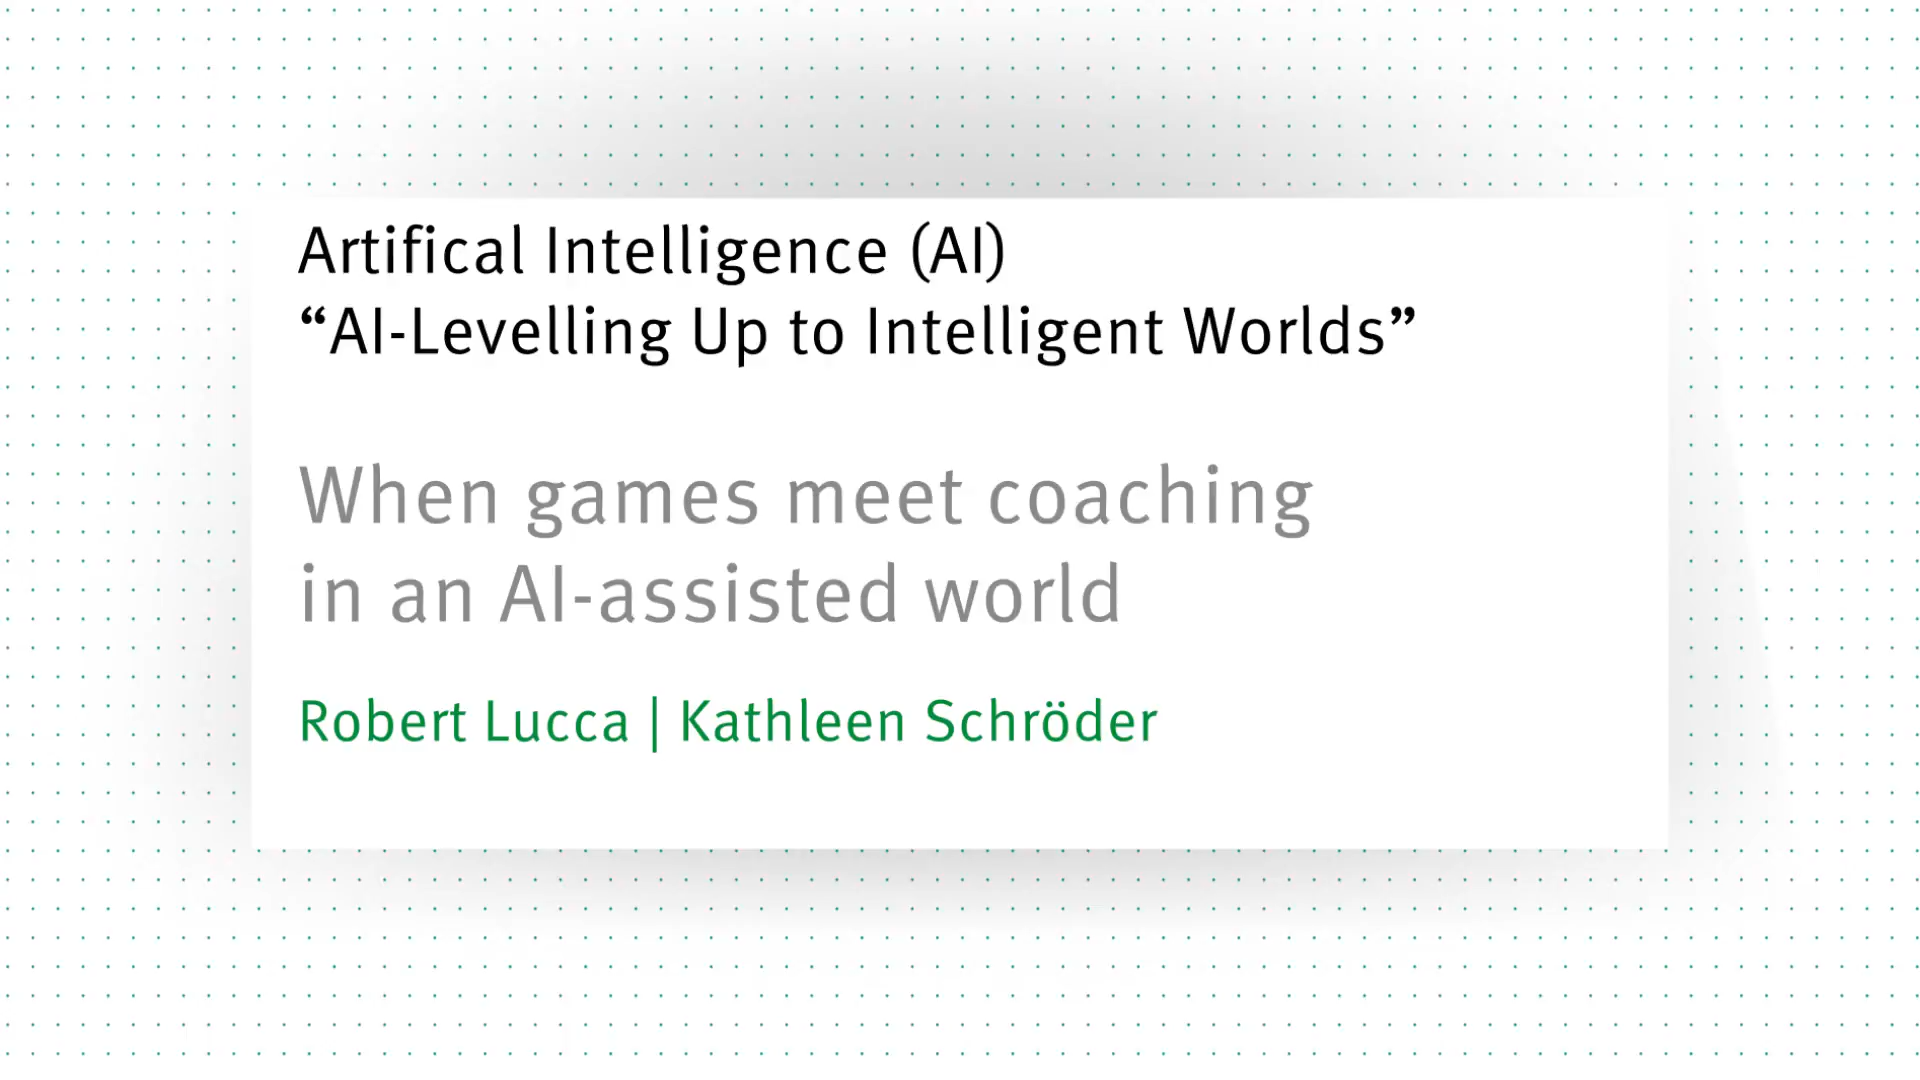 Artifical Intelligence (AI)
“AI-Levelling Up to Intelligent Worlds”
When games meet coaching
in an AI-assisted world
Robert Lucca | Kathleen Schröder